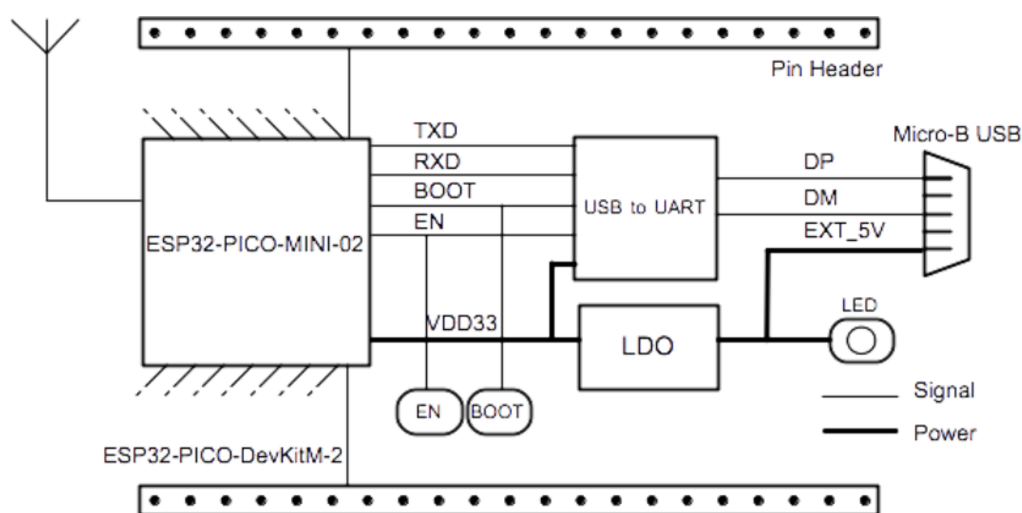 Pin Header
Micro-B USB
TXD
RXD
BOOT
EN
DP
DM
EXT_5V
USB to UART
ESP32-PICO-MINI-02
VDD33
LDO
LED
EN
BOOT
Signal
Power
ESP32-PICO-DevKitM-2